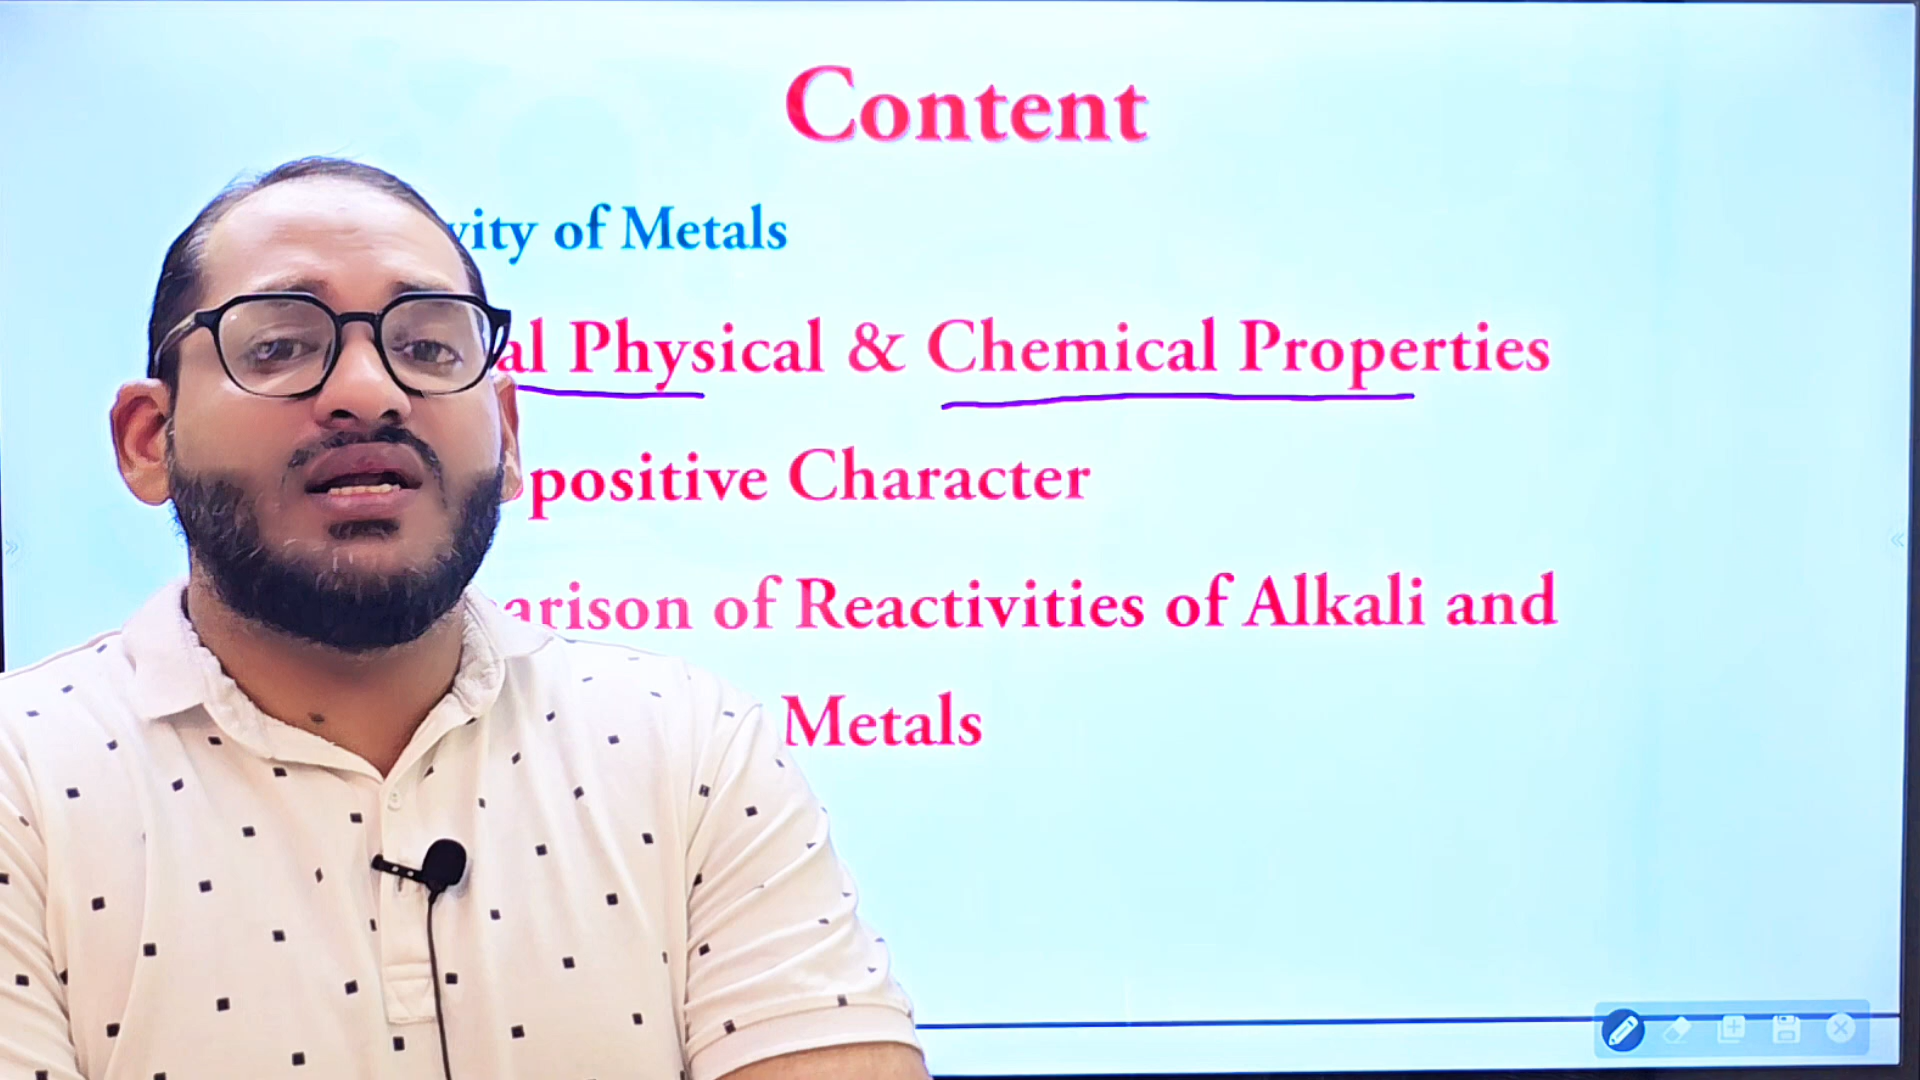 Content
vity of Metals
al Physical & Chemical Properties
positive Character
arison of Reactivities of Alkali and
Metals